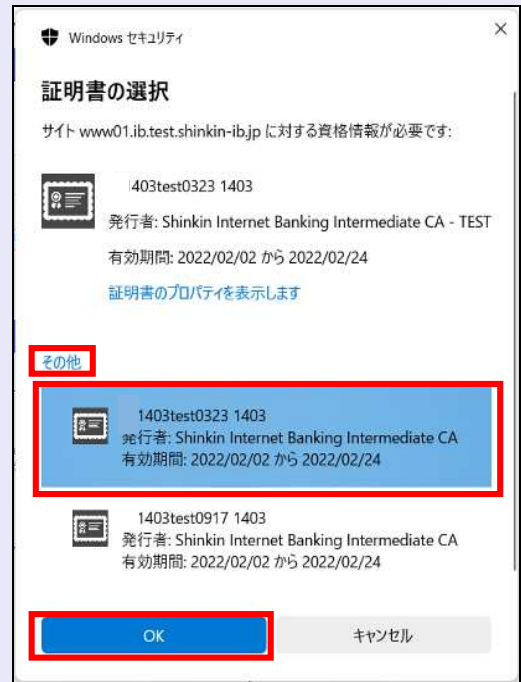 Windows セキュリティ
証明書の選択
サイト www01.ib.test.shinkin-ib.jp に対する資格情報が必要です:
403test0323 1403
発行者: Shinkin Internet Banking Intermediate CA - TEST
有効期間: 2022/02/02 から 2022/02/24
証明書のプロパティを表示します
その他
1403test0323 1403
発行者: Shinkin Internet Banking Intermediate CA
有効期間: 2022/02/02 から 2022/02/24
1403test0917 1403
発行者: Shinkin Internet Banking Intermediate CA
有効期間: 2022/02/02 から 2022/02/24
OK
キャンセル